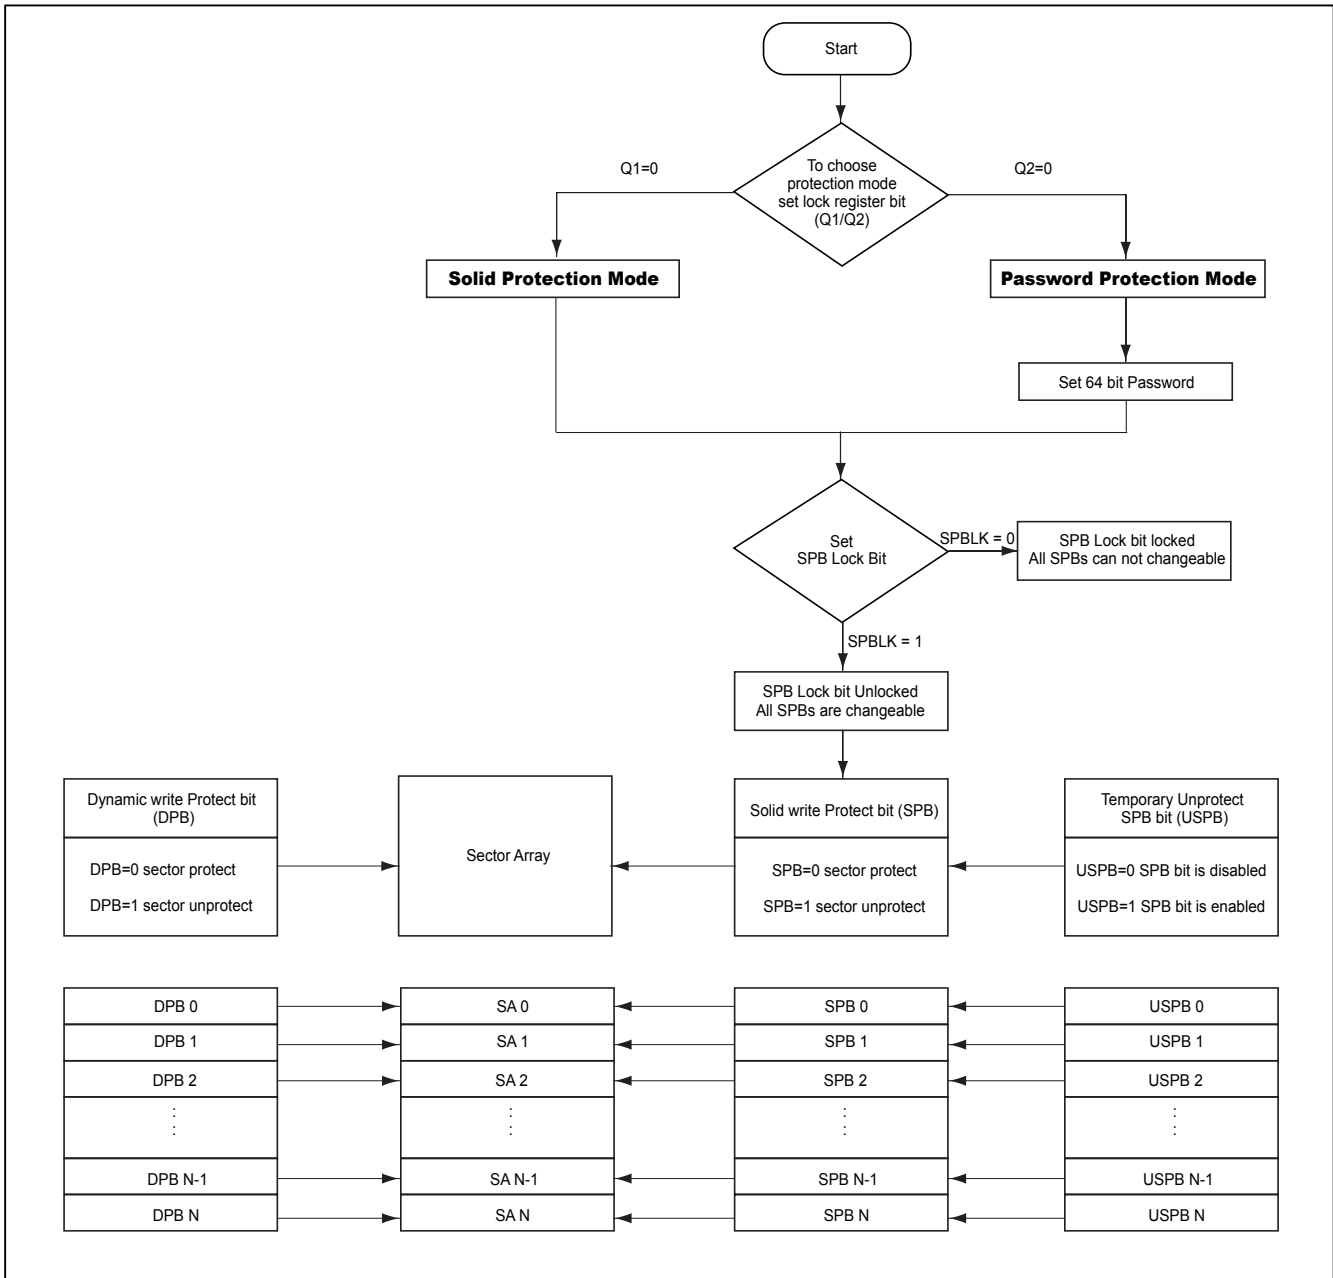 Start
To choose
protection mode
set lock register bit
(Q1/Q2)
Q1=0
Q2=0
Solid Protection Mode
Password Protection Mode
Set 64 bit Password
Set
SPB Lock Bit
SPBLK = 0
SPB Lock bit locked
All SPBs can not changeable
SPBLK = 1
SPB Lock bit Unlocked
All SPBs are changeable
Dynamic write Protect bit
(DPB)
DPB=0 sector protect
DPB=1 sector unprotect
Sector Array
Solid write Protect bit (SPB)
SPB=0 sector protect
SPB=1 sector unprotect
Temporary Unprotect
SPB bit (USPB)
USPB=0 SPB bit is disabled
USPB=1 SPB bit is enabled
DPB 0
SA 0
SPB 0
USPB 0
DPB 1
SA 1
SPB 1
USPB 1
DPB 2
SA 2
SPB 2
USPB 2
DPB N-1
SA N-1
SPB N-1
USPB N-1
DPB N
SA N
SPB N
USPB N